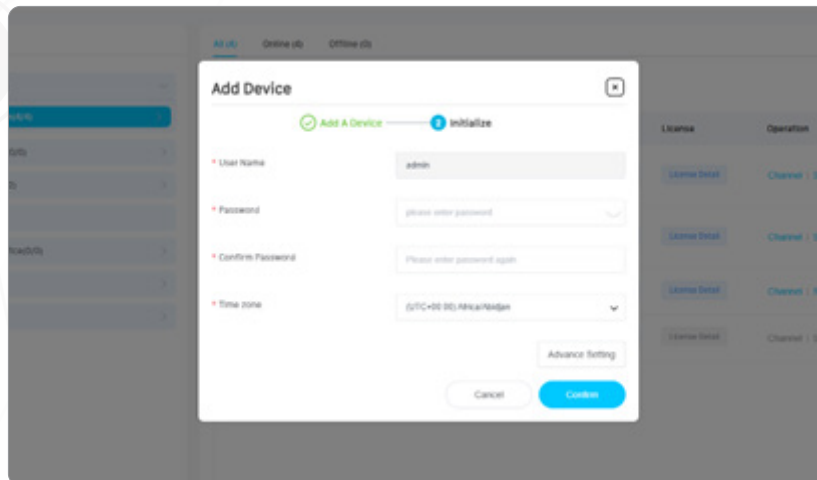 All (4) Online (4) Offline (0)
Add Device
Add A Device 2 Initialize
License Operation
* User Name admin
License Detail Channel
* Password please enter password
* Confirm Password Please enter password again
License Detail Channel
* Time zone (UTC+00:00) Africa/Abidjan
License Detail Channel
Advance Setting
License Detail Channel
Cancel Confirm